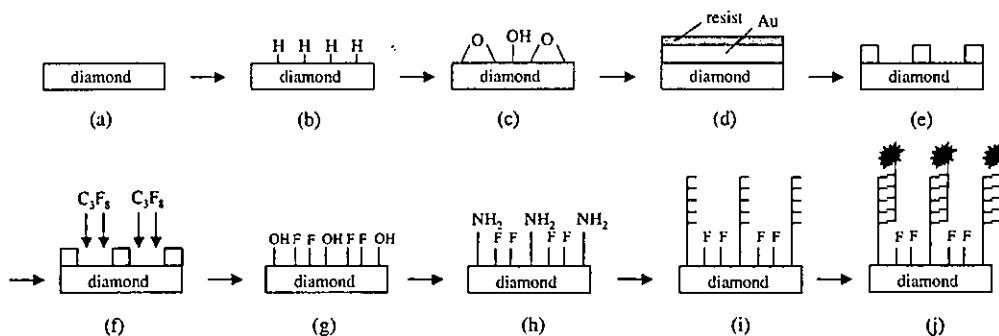 resist
Au
H H H H
O OH O
diamond
diamond
diamond
diamond
diamond
(a)
(b)
(c)
(d)
(e)
C₃F₈ C₃F₈
OH F F OH F F OH
NH₂ F F NH₂ F F NH₂
F F F F
F F F F
diamond
diamond
diamond
diamond
diamond
(f)
(g)
(h)
(i)
(j)